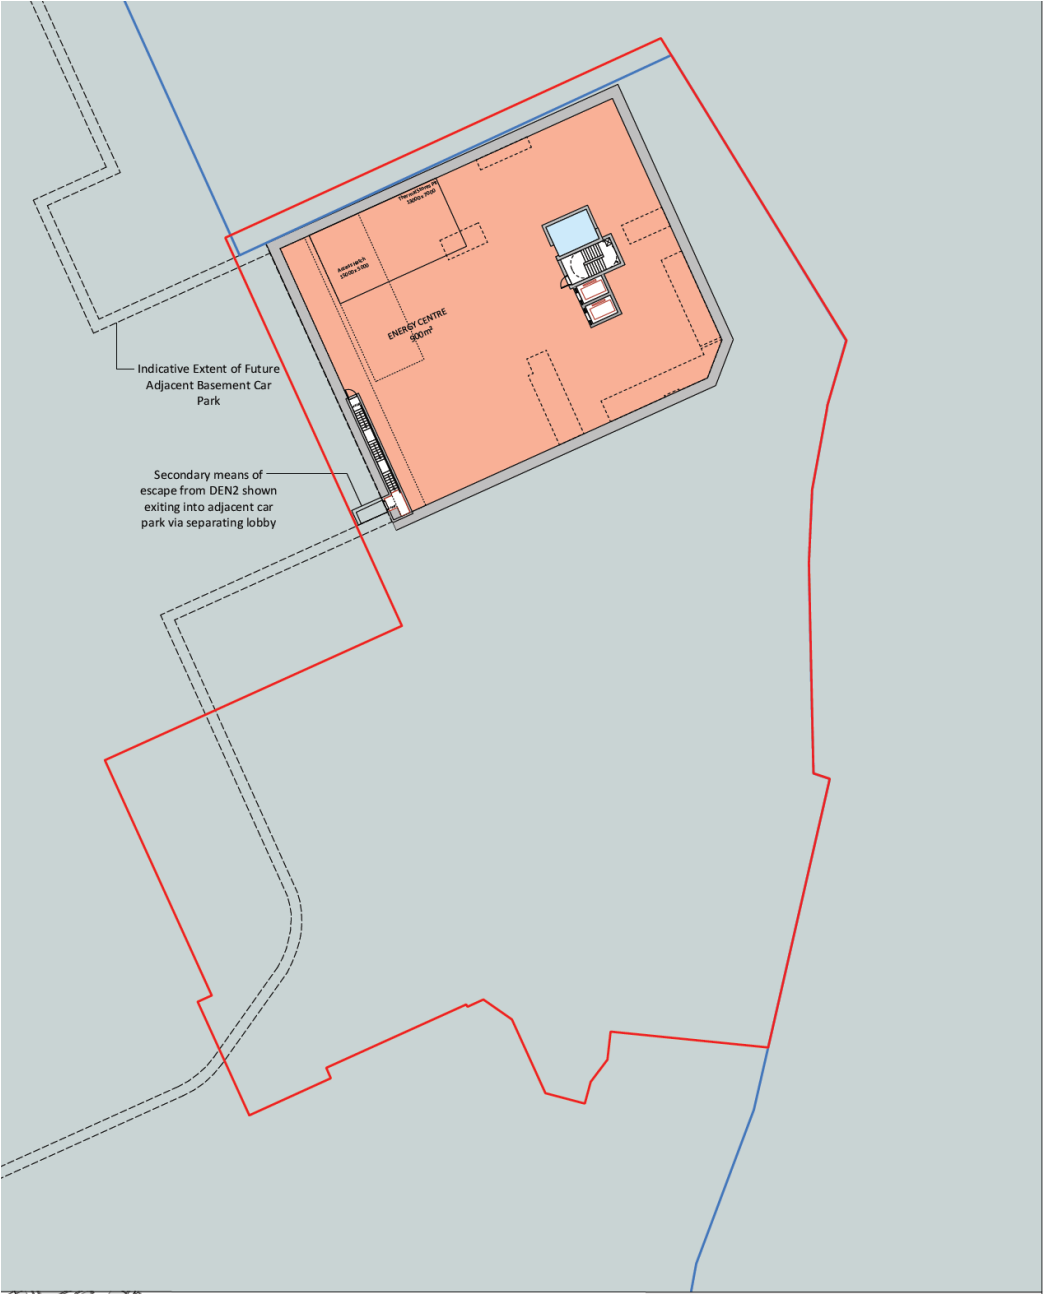 ENERGY CENTRE
900m²
Indicative Extent of Future
Adjacent Basement Car
Park
Secondary means of
escape from DEN2 shown
exiting into adjacent car
park via separating lobby